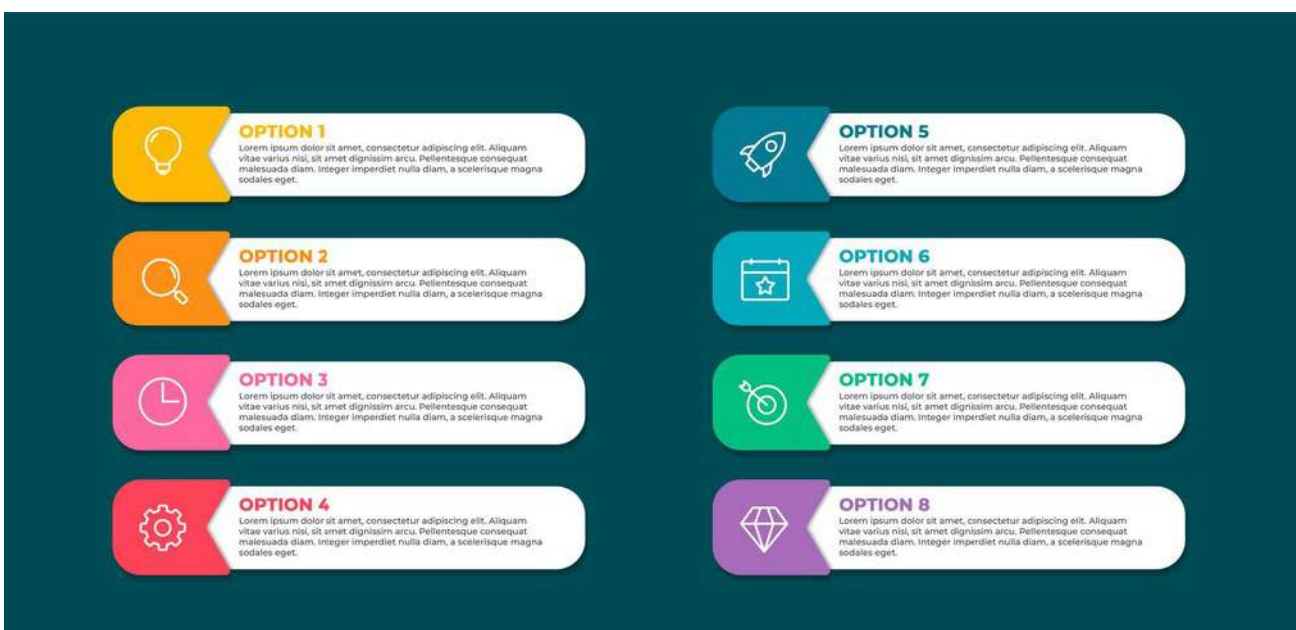 OPTION 1
Lorem ipsum dolor sit amet, consectetur adipiscing elit. Aliquam
vitae varius nisi, sit amet dignissim arcu. Pellentesque consequat
malesuada diam. Integer imperdiet nulla diam, a scelerisque magna
sodales eget.
OPTION 2
Lorem ipsum dolor sit amet, consectetur adipiscing elit. Aliquam
vitae varius nisi, sit amet dignissim arcu. Pellentesque consequat
malesuada diam. Integer imperdiet nulla diam, a scelerisque magna
sodales eget.
OPTION 3
Lorem ipsum dolor sit amet, consectetur adipiscing elit. Aliquam
vitae varius nisi, sit amet dignissim arcu. Pellentesque consequat
malesuada diam. Integer imperdiet nulla diam, a scelerisque magna
sodales eget.
OPTION 4
Lorem ipsum dolor sit amet, consectetur adipiscing elit. Aliquam
vitae varius nisi, sit amet dignissim arcu. Pellentesque consequat
malesuada diam. Integer imperdiet nulla diam, a scelerisque magna
sodales eget.
OPTION 5
Lorem ipsum dolor sit amet, consectetur adipiscing elit. Aliquam
vitae varius nisi, sit amet dignissim arcu. Pellentesque consequat
malesuada diam. Integer imperdiet nulla diam, a scelerisque magna
sodales eget.
OPTION 6
Lorem ipsum dolor sit amet, consectetur adipiscing elit. Aliquam
vitae varius nisi, sit amet dignissim arcu. Pellentesque consequat
malesuada diam. Integer imperdiet nulla diam, a scelerisque magna
sodales eget.
OPTION 7
Lorem ipsum dolor sit amet, consectetur adipiscing elit. Aliquam
vitae varius nisi, sit amet dignissim arcu. Pellentesque consequat
malesuada diam. Integer imperdiet nulla diam, a scelerisque magna
sodales eget.
OPTION 8
Lorem ipsum dolor sit amet, consectetur adipiscing elit. Aliquam
vitae varius nisi, sit amet dignissim arcu. Pellentesque consequat
malesuada diam. Integer imperdiet nulla diam, a scelerisque magna
sodales eget.